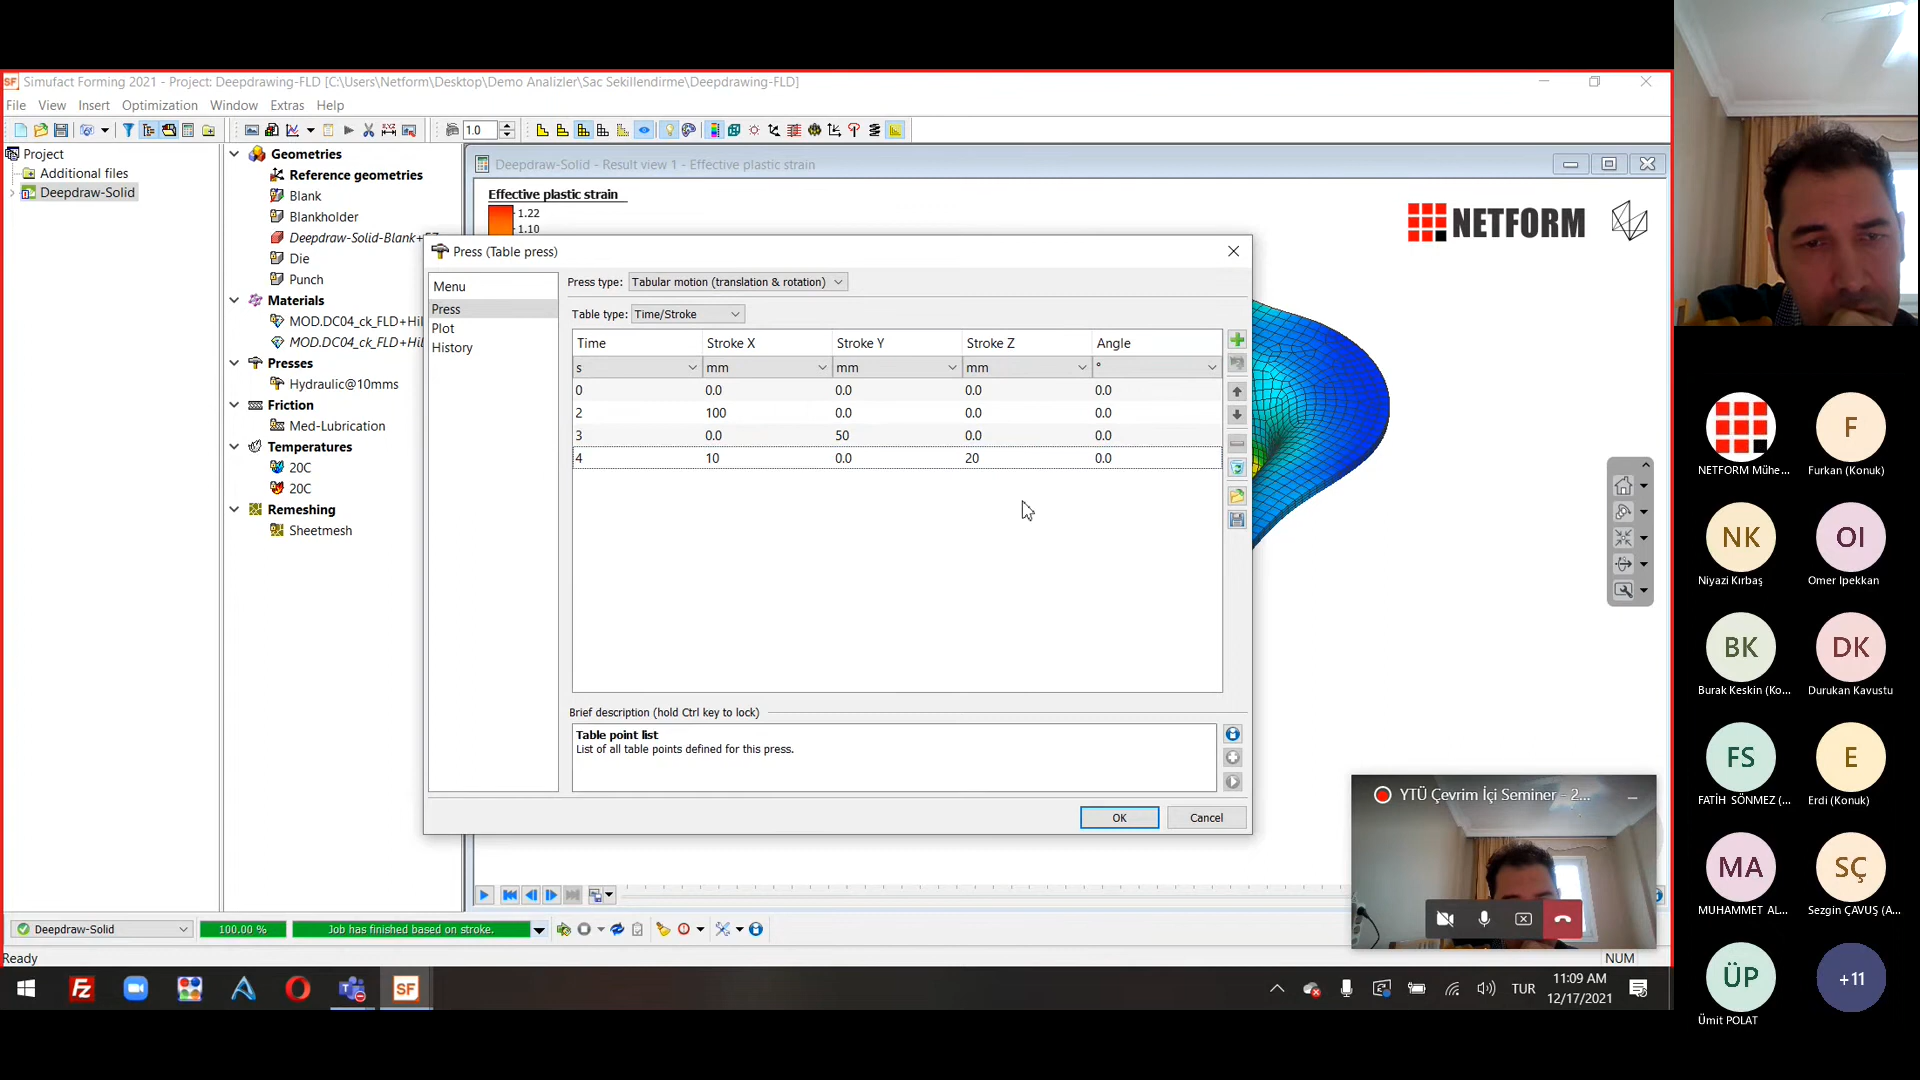 SF Simufact Forming 2021 - Project: Deepdrawing-FLD [C:\Users\Netform\Desktop\Demo Analizler\Sac Sekillendirme\Deepdrawing-FLD]
File View Insert Optimization Window Extras Help
1.0
Project
Additional files
Deepdraw-Solid
Geometries
Reference geometries
Blank
Blankholder
Deepdraw-Solid-Blank+
Die
Punch
Materials
MOD.DC04_ck_FLD+Hil
MOD.DC04_ck_FLD+Hil
Presses
Hydraulic@10mms
Friction
Med-Lubrication
Temperatures
20C
20C
Remeshing
Sheetmesh
Deepdraw-Solid - Result view 1 - Effective plastic strain
Effective plastic strain
1.22
1.10
NETFORM
Press (Table press)
Menu
Press
Plot
History
Press type: Tabular motion (translation & rotation)
Table type: Time/Stroke
Time Stroke X Stroke Y Stroke Z Angle
s mm mm mm °
0 0.0 0.0 0.0 0.0
2 100 0.0 0.0 0.0
3 0.0 50 0.0 0.0
4 10 0.0 20 0.0
Brief description (hold Ctrl key to lock)
Table point list
List of all table points defined for this press.
OK Cancel
YTÜ Çevrim İçi Seminer - 2...
Deepdraw-Solid 100.00 % Job has finished based on stroke.
Ready NUM
Fz SF TUR 11:09 AM
12/17/2021
NETFORM Mühe...
F
Furkan (Konuk)
NK
Niyazi Kırbaş
OI
Omer Ipekkan
BK
Burak Keskin (Ko...
DK
Durukan Kavustu
FS
FATİH SÖNMEZ (...
E
Erdi (Konuk)
MA
MUHAMMET AL...
SÇ
Sezgin ÇAVUŞ (A...
ÜP
Ümit POLAT
+11